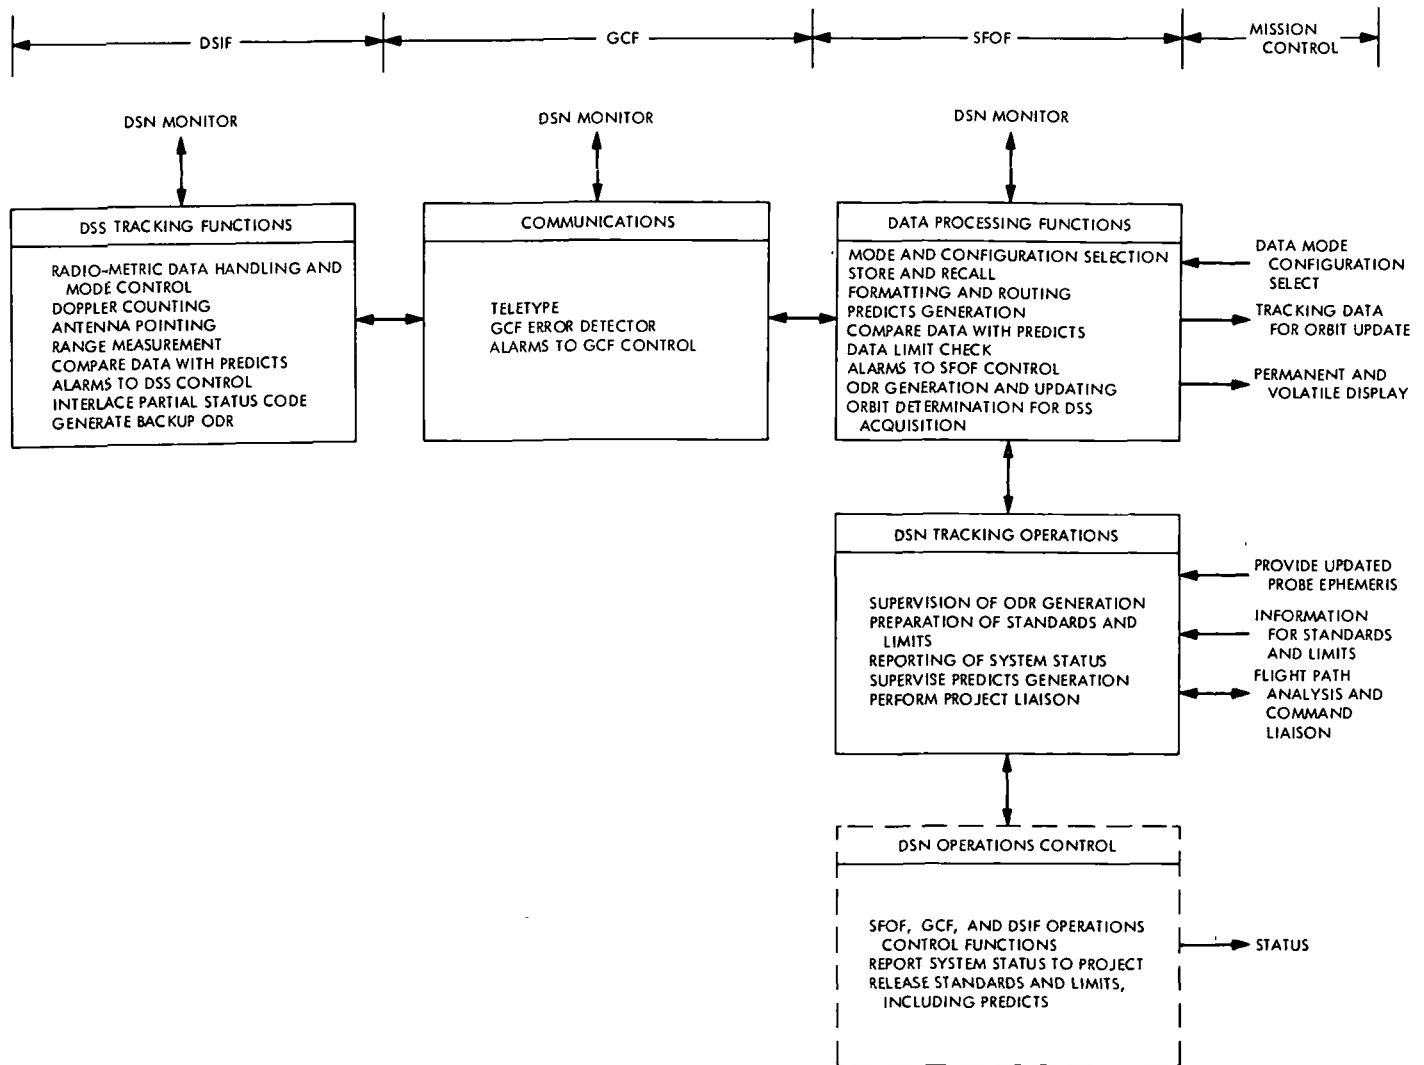 DSIF
GCF
SFOF
MISSION
CONTROL
DSN MONITOR
DSN MONITOR
DSN MONITOR
DSS TRACKING FUNCTIONS
RADIO-METRIC DATA HANDLING AND
MODE CONTROL
DOPPLER COUNTING
ANTENNA POINTING
RANGE MEASUREMENT
COMPARE DATA WITH PREDICTS
ALARMS TO DSS CONTROL
INTERLACE PARTIAL STATUS CODE
GENERATE BACKUP ODR
COMMUNICATIONS
TELETYPE
GCF ERROR DETECTOR
ALARMS TO GCF CONTROL
DATA PROCESSING FUNCTIONS
MODE AND CONFIGURATION SELECTION
STORE AND RECALL
FORMATTING AND ROUTING
PREDICTS GENERATION
COMPARE DATA WITH PREDICTS
DATA LIMIT CHECK
ALARMS TO SFOF CONTROL
ODR GENERATION AND UPDATING
ORBIT DETERMINATION FOR DSS
ACQUISITION
DATA MODE
CONFIGURATION
SELECT
TRACKING DATA
FOR ORBIT UPDATE
PERMANENT AND
VOLATILE DISPLAY
DSN TRACKING OPERATIONS
SUPERVISION OF ODR GENERATION
PREPARATION OF STANDARDS AND
LIMITS
REPORTING OF SYSTEM STATUS
SUPERVISE PREDICTS GENERATION
PERFORM PROJECT LIAISON
PROVIDE UPDATED
PROBE EPHEMERIS
INFORMATION
FOR STANDARDS
AND LIMITS
FLIGHT PATH
ANALYSIS AND
COMMAND
LIAISON
DSN OPERATIONS CONTROL
SFOF, GCF, AND DSIF OPERATIONS
CONTROL FUNCTIONS
REPORT SYSTEM STATUS TO PROJECT
RELEASE STANDARDS AND LIMITS,
INCLUDING PREDICTS
STATUS